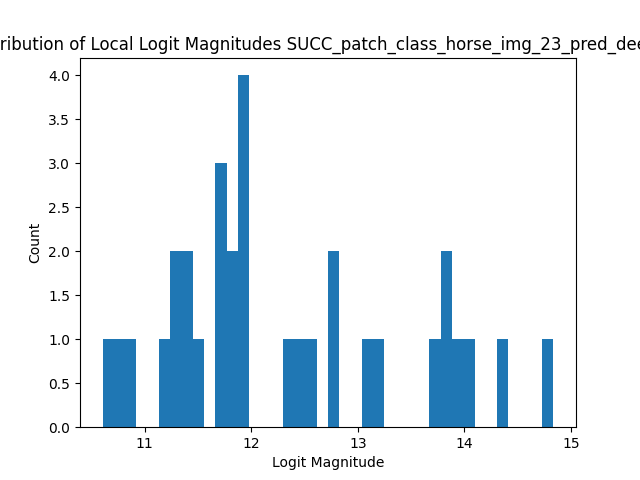 ribution of Local Logit Magnitudes SUCC_patch_class_horse_img_23_pred_dee
4.0
3.5
3.0
2.5
2.0
1.5
1.0
0.5
0.0
Count
11 12 13 14 15
Logit Magnitude